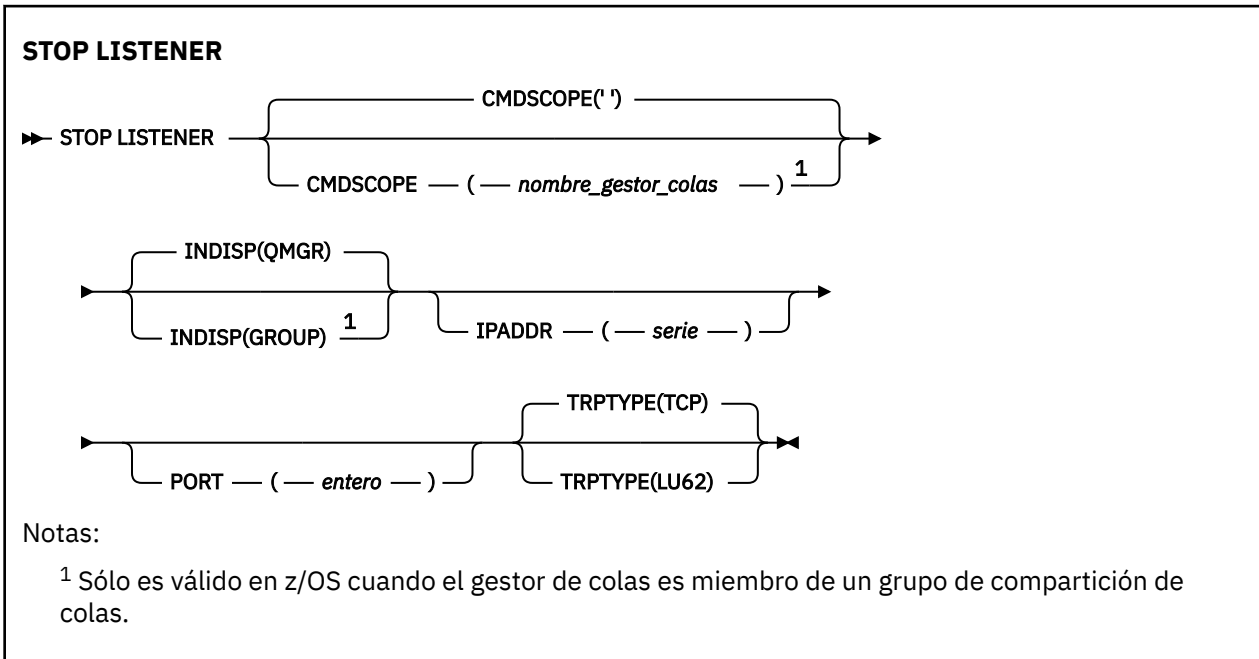 STOP LISTENER
CMDSCOPE(' ')
STOP LISTENER
CMDSCOPE ( nombre_gestor_colas ) 1
INDISP(QMGR)
INDISP(GROUP) 1
IPADDR ( serie )
TRPTYPE(TCP)
PORT ( entero )
TRPTYPE(LU62)
Notas:
1 Sólo es válido en z/OS cuando el gestor de colas es miembro de un grupo de compartición de
colas.